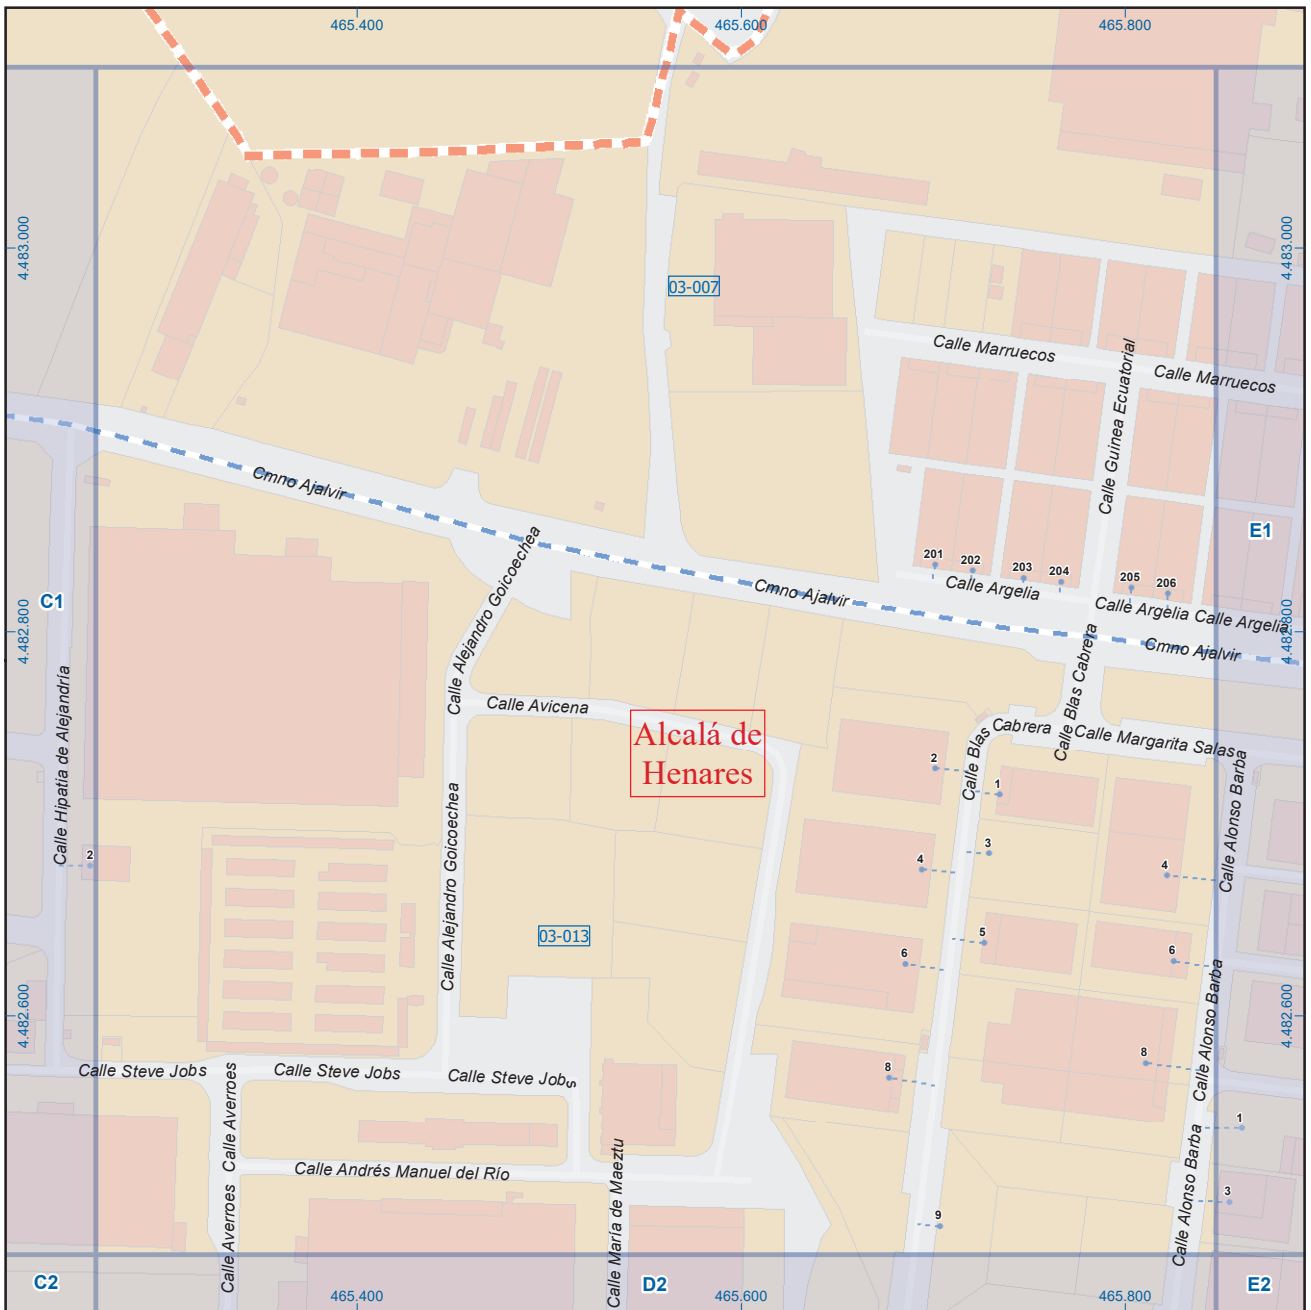 465.400
465.600
465.800
4.483.000
4.483.000
03-007
Calle Marruecos
Calle Marruecos
Calle Guinea Ecuatorial
Cmno Ajalvir
E1
201
202
203
204
205
206
Calle Argelia
Calle Argelia
Calle Argelia
Calle Alejandro Goicoechea
Cmno Ajalvir
C1
4.482.800
4.482.800
Cmno Ajalvir
Calle Blas Cabrera
Calle Hipatia de Alejandría
Calle Avicena
Alcalá de
Henares
Calle Blas
Cabrera
Calle Margarita Salas
2
1
Calle Alonso Barba
3
2
4
4
Calle Alejandro Goicoechea
03-013
5
6
6
4.482.600
4.482.600
Calle Alonso Barba
8
8
Calle Steve Jobs
Calle Steve Jobs
Calle Steve Jobs
Calle Averroes
1
Calle Andrés Manuel del Río
Calle María de Maeztu
Calle Alonso Barba
3
9
Calle Averroes
C2
D2
E2
465.400
465.600
465.800